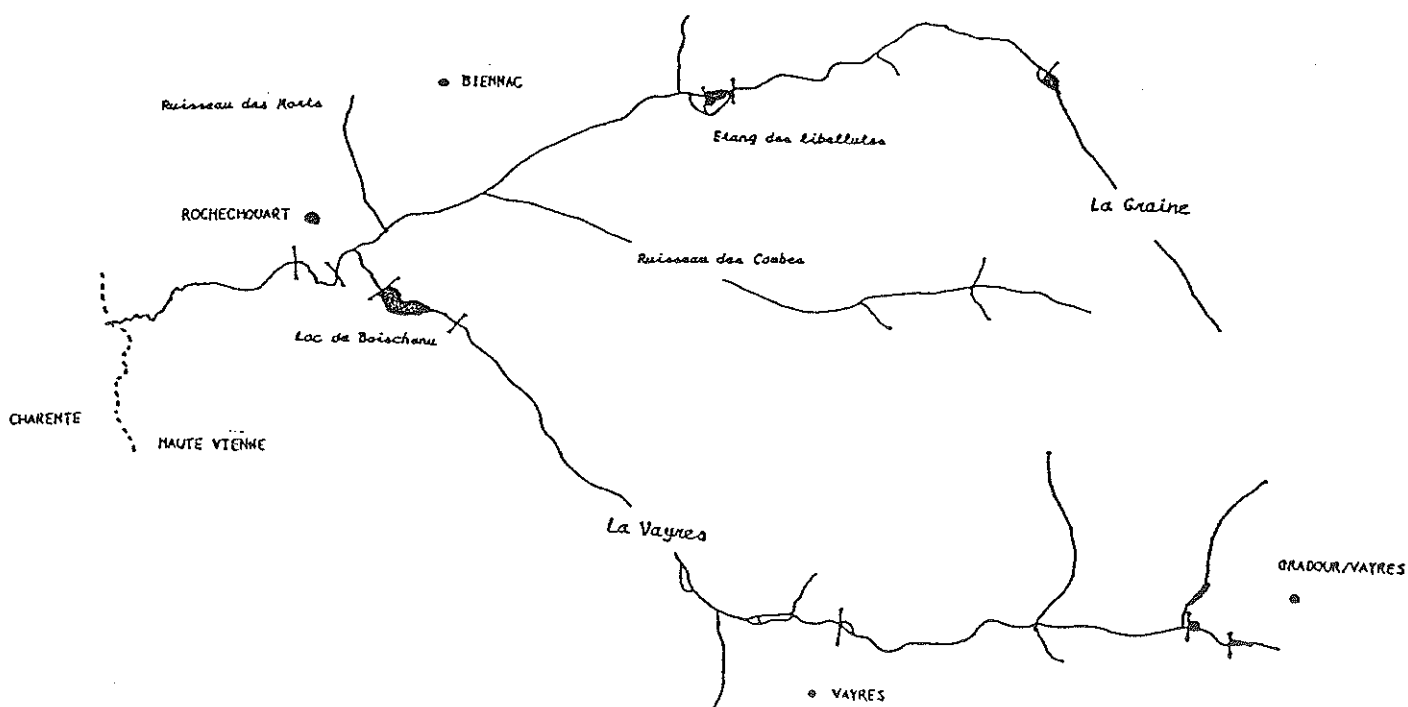 BIENNAC
Ruisseau des Morts
Etang des libellules
ROCHECHOUART
La Graine
Ruisseau des Combes
Lac de Boischenu
CHARENTE
HAUTE VIENNE
La Vayres
ORADOUR/VAYRES
VAYRES